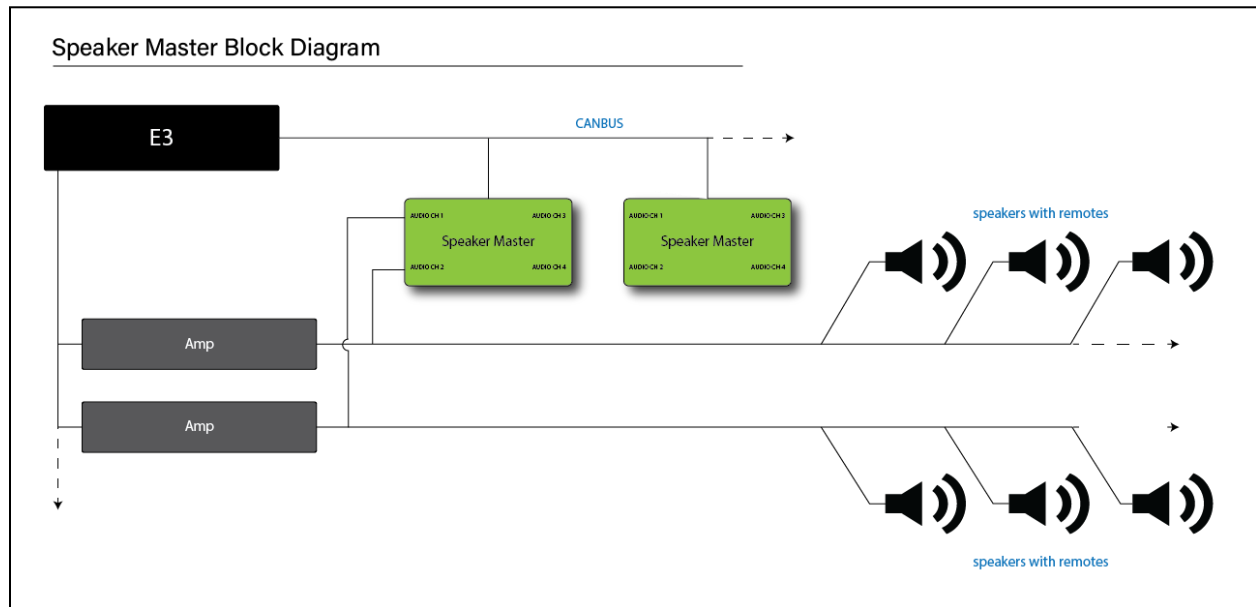 Speaker Master Block Diagram
E3
CANBUS
AUDIO CH 1
AUDIO CH 3
Speaker Master
AUDIO CH 2
AUDIO CH 4
AUDIO CH 1
AUDIO CH 3
Speaker Master
AUDIO CH 2
AUDIO CH 4
speakers with remotes
Amp
Amp
speakers with remotes